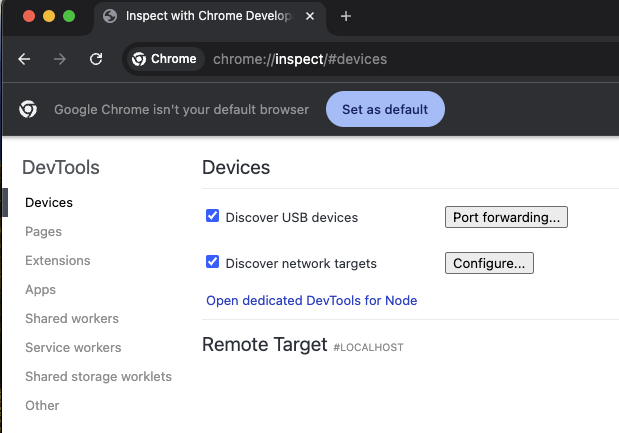 Inspect with Chrome Develop
Chrome chrome://inspect/#devices
Google Chrome isn't your default browser Set as default
DevTools
Devices
Pages
Extensions
Apps
Shared workers
Service workers
Shared storage worklets
Other
Devices
Discover USB devices Port forwarding...
Discover network targets Configure...
Open dedicated DevTools for Node
Remote Target #LOCALHOST